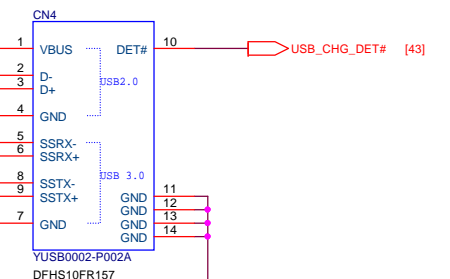 CN4
1 VBUS DET# 10 USB_CHG_DET# [43]
2 D-
3 D+
USB2.0
4 GND
5 SSRX-
6 SSRX+
USB 3.0
8 SSTX-
9 SSTX+
GND 11
GND 12
7 GND GND 13
GND 14
YUSB0002-P002A
DFHS10FR157